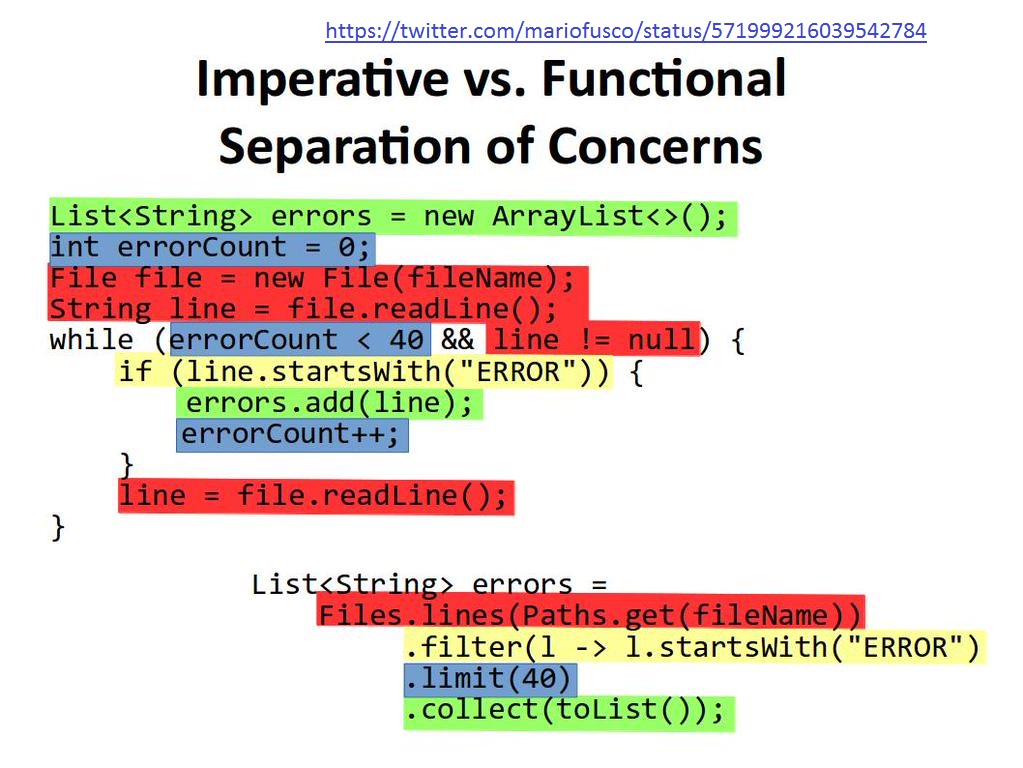 https://twitter.com/mariofusco/status/571999216039542784
Imperative vs. Functional
Separation of Concerns
List<String> errors = new ArrayList<>();
int errorCount = 0;
File file = new File(fileName);
String line = file.readLine();
while (errorCount < 40 && line != null) {
if (line.startsWith("ERROR")) {
errors.add(line);
errorCount++;
}
line = file.readLine();
}
List<String> errors =
Files.lines(Paths.get(fileName))
.filter(l -> l.startsWith("ERROR")
.limit(40)
.collect(toList());